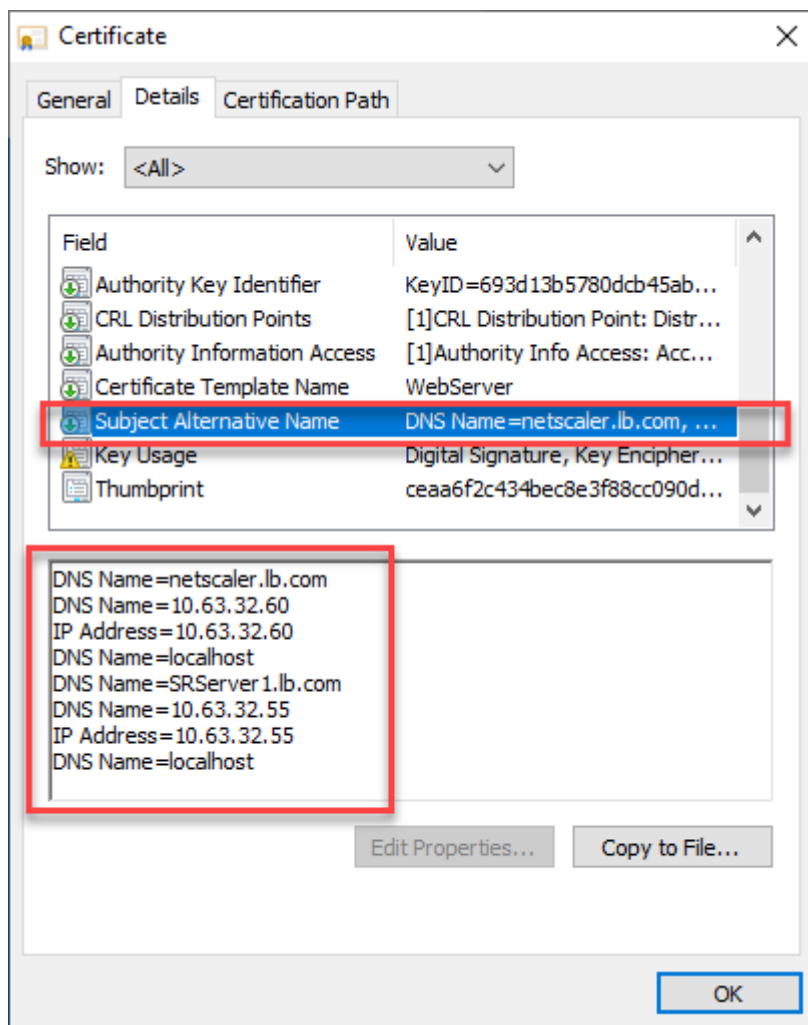 Certificate
General Details Certification Path
Show: <All>
Field Value
Authority Key Identifier KeyID=693d13b5780dcb45ab...
CRL Distribution Points [1]CRL Distribution Point: Distr...
Authority Information Access [1]Authority Info Access: Acc...
Certificate Template Name WebServer
Subject Alternative Name DNS Name=netscaler.lb.com, ...
Key Usage Digital Signature, Key Encipher...
Thumbprint ceaa6f2c434bec8e3f88cc090d...
DNS Name=netscaler.lb.com
DNS Name=10.63.32.60
IP Address=10.63.32.60
DNS Name=localhost
DNS Name=SRServer1.lb.com
DNS Name=10.63.32.55
IP Address=10.63.32.55
DNS Name=localhost
Edit Properties... Copy to File...
OK